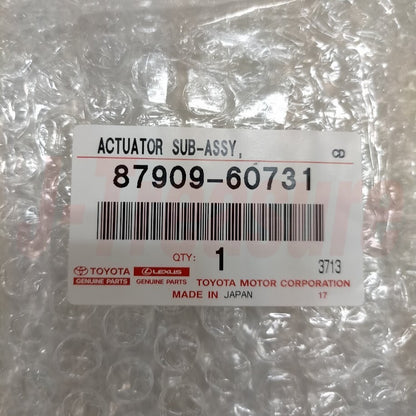 ACTUATOR SUB-ASSY,
CD
87909-60731
QTY: 1
3713
TOYOTA LEXUS
GENUINE PARTS GENUINE PARTS TOYOTA MOTOR CORPORATION
MADE IN JAPAN 17